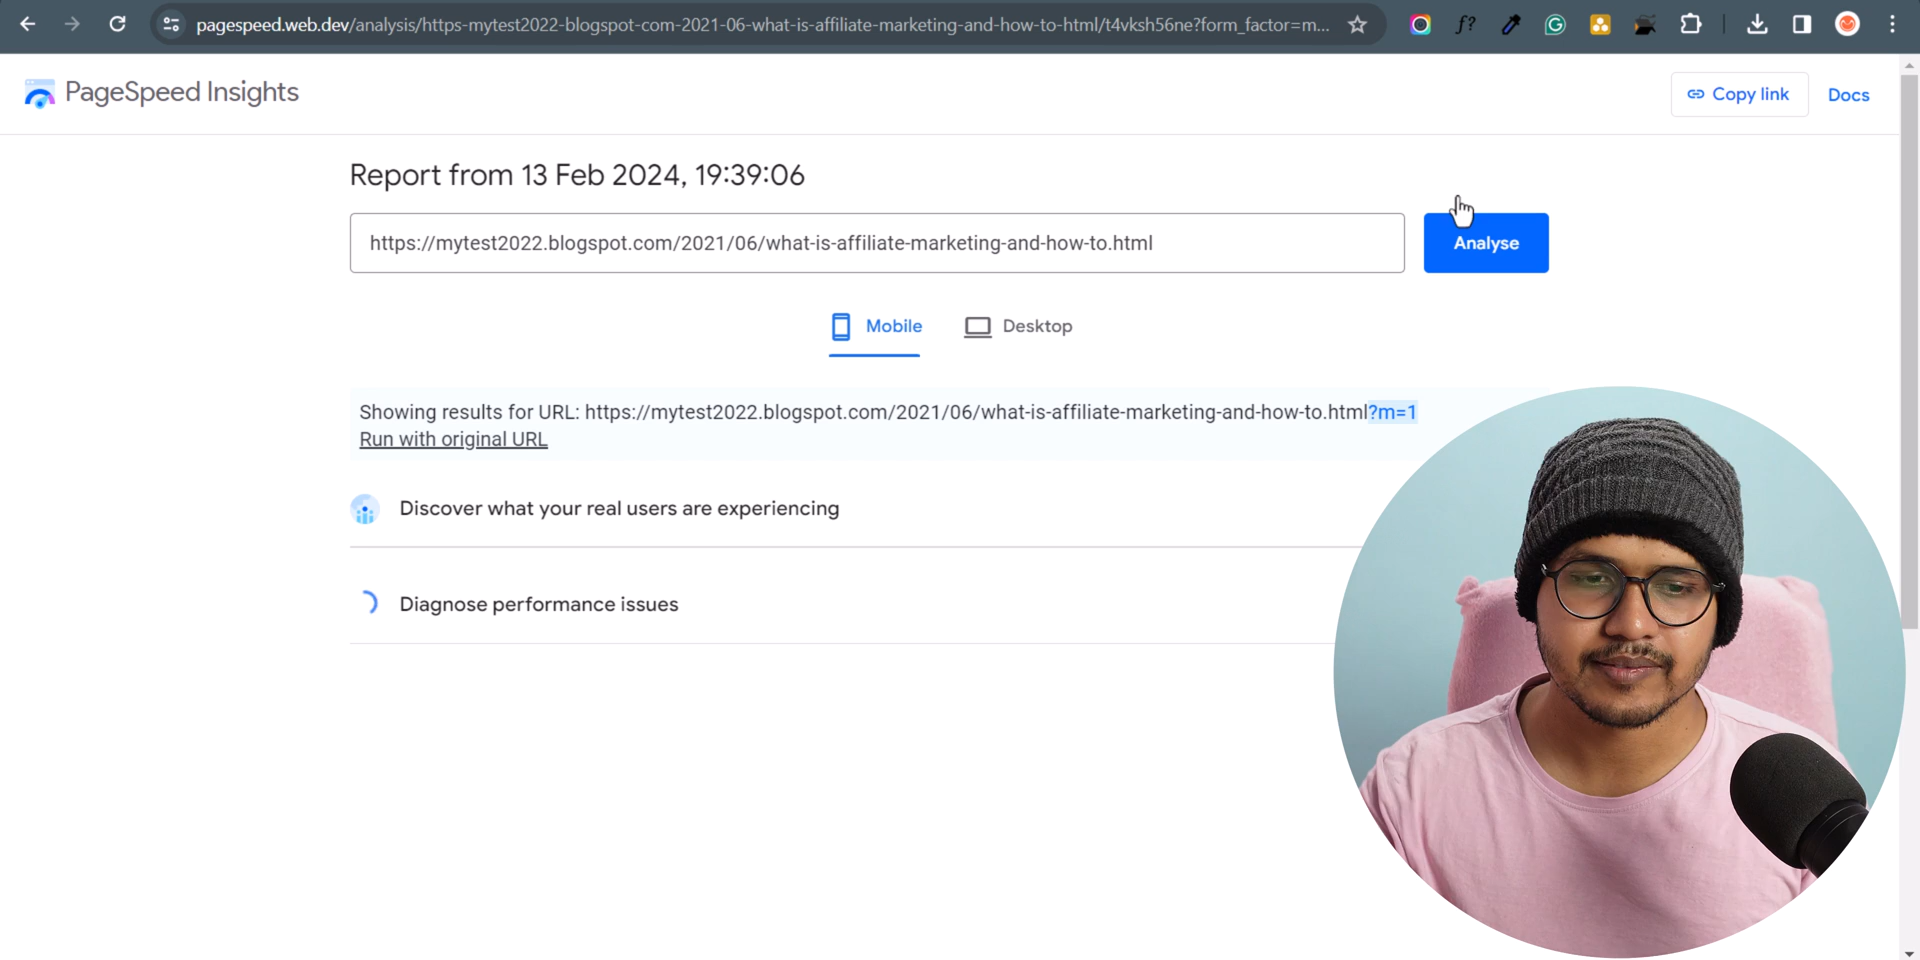 pagespeed.web.dev/analysis/https-mytest2022-blogspot-com-2021-06-what-is-affiliate-marketing-and-how-to-html/t4vksh56ne?form_factor=m...
PageSpeed Insights
Copy link
Docs
Report from 13 Feb 2024, 19:39:06
https://mytest2022.blogspot.com/2021/06/what-is-affiliate-marketing-and-how-to.html
Analyse
Mobile
Desktop
Showing results for URL: https://mytest2022.blogspot.com/2021/06/what-is-affiliate-marketing-and-how-to.html?m=1
Run with original URL
Discover what your real users are experiencing
Diagnose performance issues